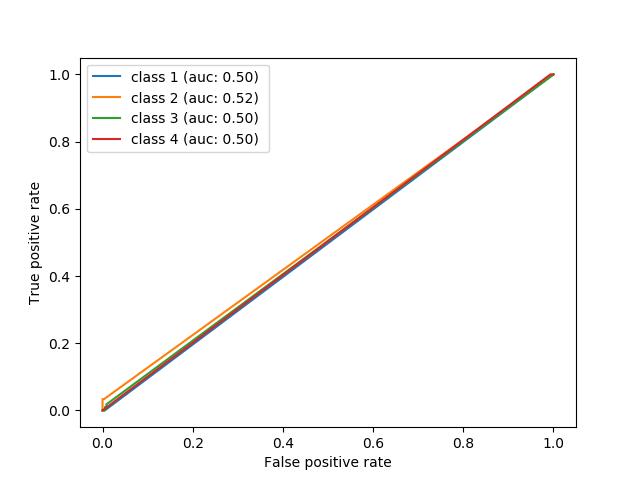 class 1 (auc: 0.50)
class 2 (auc: 0.52)
class 3 (auc: 0.50)
class 4 (auc: 0.50)
1.0
0.8
0.6
0.4
0.2
0.0
True positive rate
0.0 0.2 0.4 0.6 0.8 1.0
False positive rate